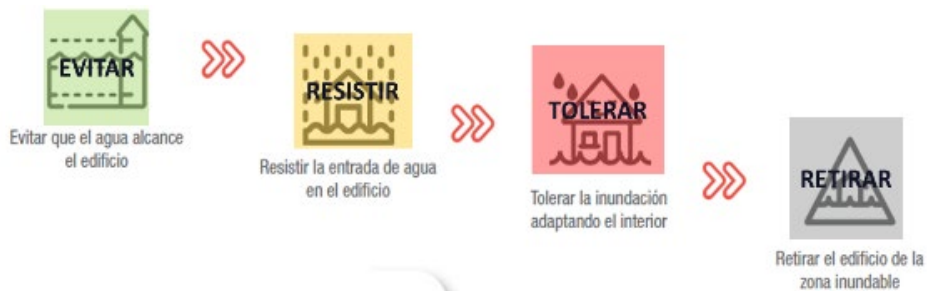 EVITAR
Evitar que el agua alcance
el edificio
RESISTIR
Resistir la entrada de agua
en el edificio
TOLERAR
Tolerar la inundación
adaptando el interior
RETIRAR
Retirar el edificio de la
zona inundable